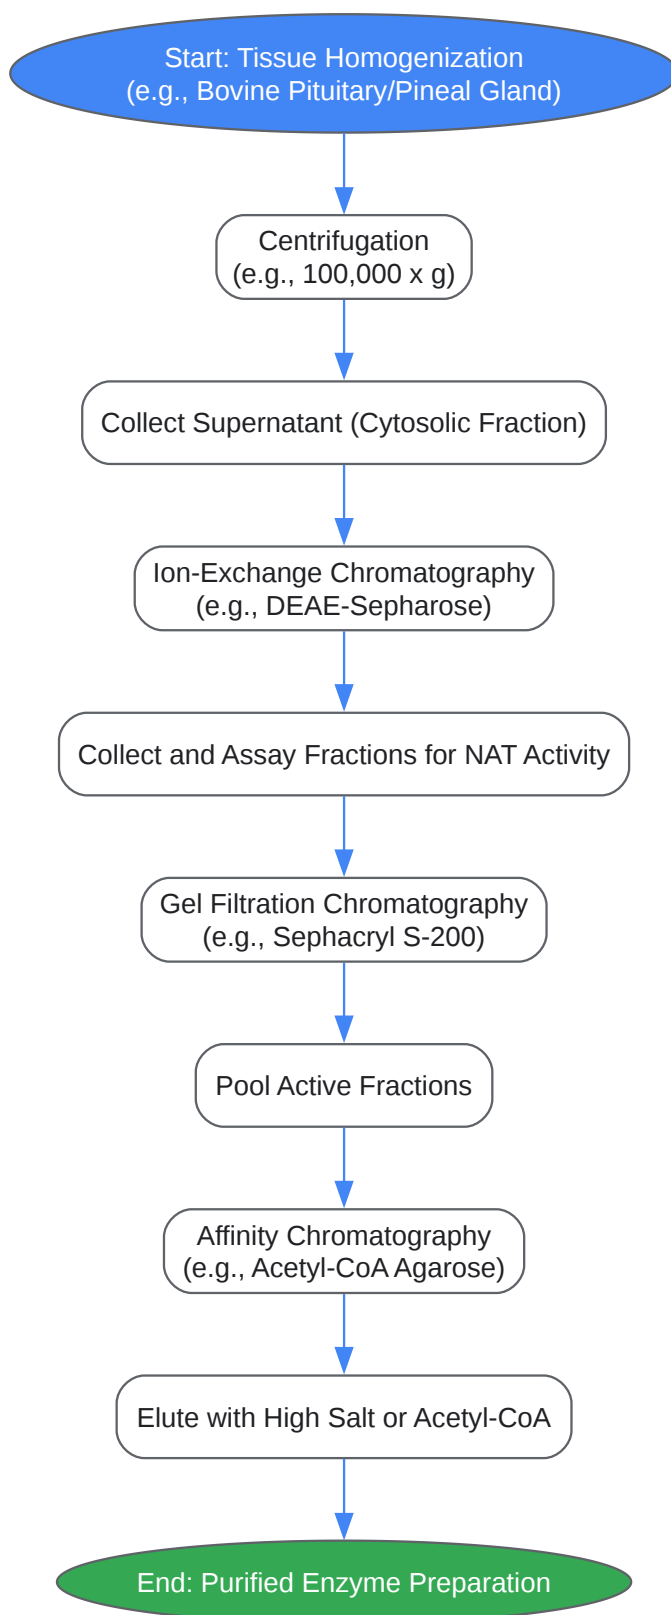 Start: Tissue Homogenization
(e.g., Bovine Pituitary/Pineal Gland)
Centrifugation
(e.g., 100,000 x g)
Collect Supernatant (Cytosolic Fraction)
Ion-Exchange Chromatography
(e.g., DEAE-Sepharose)
Collect and Assay Fractions for NAT Activity
Gel Filtration Chromatography
(e.g., Sephacryl S-200)
Pool Active Fractions
Affinity Chromatography
(e.g., Acetyl-CoA Agarose)
Elute with High Salt or Acetyl-CoA
End: Purified Enzyme Preparation